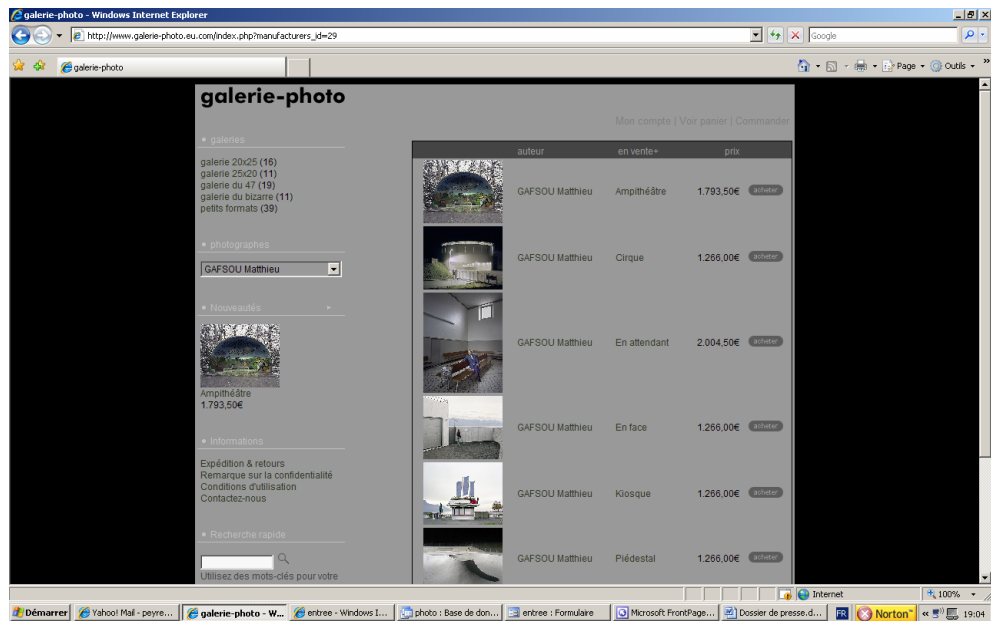 galerie-photo - Windows Internet Explorer
http://www.galerie-photo.eu.com/index.php?manufacturers_id=29
Google
galerie-photo
Page
Outils
»
galerie-photo
Mon compte | Voir panier | Commander
• galeries
galerie 20x25 (16)
galerie 25x20 (11)
galerie du 47 (19)
galerie du bizarre (11)
petits formats (39)
• photographes
GAFSOU Matthieu
• Nouveautés
Ampithéâtre
1.793,50€
• Informations
Expédition & retours
Remarque sur la confidentialité
Conditions d'utilisation
Contactez-nous
• Recherche rapide
Utilisez des mots-clés pour votre
auteur en vente+ prix
GAFSOU Matthieu Ampithéâtre 1.793,50€ acheter
GAFSOU Matthieu Cirque 1.266,00€ acheter
GAFSOU Matthieu En attendant 2.004,50€ acheter
GAFSOU Matthieu En face 1.266,00€ acheter
GAFSOU Matthieu Kiosque 1.266,00€ acheter
GAFSOU Matthieu Piédestal 1.266,00€ acheter
Internet 100%
Démarrer Yahoo! Mail - peyre... galerie-photo - W... entree - Windows I... photo : Base de don... entree : Formulaire Microsoft FrontPage... Dossier de presse.d... FR Norton™ « 19:04